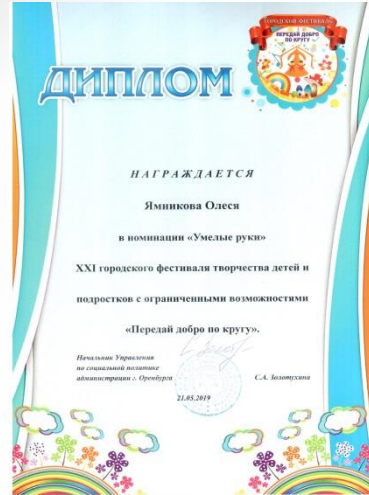 ГОРОДСКОЙ ФЕСТИВАЛЬ
ПЕРЕДАЙ ДОБРО
ПО КРУГУ
ДИПЛОМ
НАГРАЖДАЕТСЯ
Ямникова Олеся
в номинации «Умелые руки»
XXI городского фестиваля творчества детей и
подростков с ограниченными возможностями
«Передай добро по кругу».
Начальник Управления
по социальной политике
администрации г. Оренбурга
С.А. Золотухина
21.05.2019